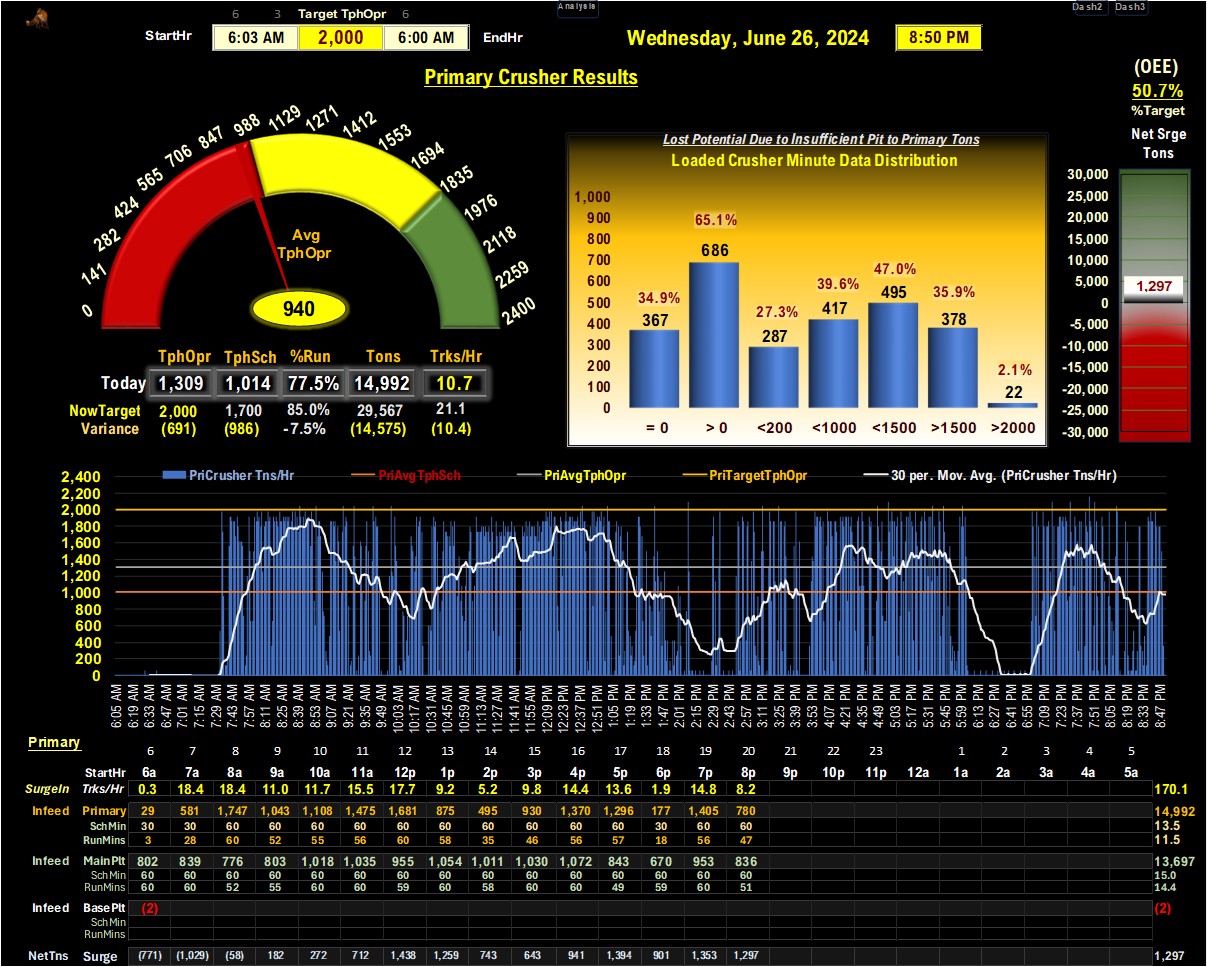 Analysis
Dash2 Dash3
6 3 Target TphOpr 6
StartHr 6:03 AM 2,000 6:00 AM EndHr
Wednesday, June 26, 2024 8:50 PM
Primary Crusher Results
(OEE)
50.7%
%Target
Net Srge
Tons
0 141 282 424 565 706 847 988 1129 1271 1412 1553 1694 1835 1976 2118 2259 2400
Avg
TphOpr
940
TphOpr TphSch %Run Tons Trks/Hr
Today 1,309 1,014 77.5% 14,992 10.7
NowTarget 2,000 1,700 85.0% 29,567 21.1
Variance (691) (986) -7.5% (14,575) (10.4)
Lost Potential Due to Insufficient Pit to Primary Tons
Loaded Crusher Minute Data Distribution
1,000
900
800
700
600
500
400
300
200
100
0
34.9% 65.1% 27.3% 39.6% 47.0% 35.9% 2.1%
367 686 287 417 495 378 22
= 0 > 0 <200 <1000 <1500 >1500 >2000
30,000
25,000
20,000
15,000
10,000
5,000
0
-5,000
-10,000
-15,000
-20,000
-25,000
-30,000
1,297
PriCrusher Tns/Hr PriAvgTphSch PriAvgTphOpr PriTargetTphOpr 30 per. Mov. Avg. (PriCrusher Tns/Hr)
2,400
2,200
2,000
1,800
1,600
1,400
1,200
1,000
800
600
400
200
0
6:05 AM 6:19 AM 6:33 AM 6:47 AM 7:01 AM 7:15 AM 7:29 AM 7:43 AM 7:57 AM 8:11 AM 8:25 AM 8:39 AM 8:53 AM 9:07 AM 9:21 AM 9:35 AM 9:49 AM 10:03 AM 10:17 AM 10:31 AM 10:45 AM 10:59 AM 11:13 AM 11:27 AM 11:41 AM 11:55 AM 12:09 PM 12:23 PM 12:37 PM 12:51 PM 1:05 PM 1:19 PM 1:33 PM 1:47 PM 2:01 PM 2:15 PM 2:29 PM 2:43 PM 2:57 PM 3:11 PM 3:25 PM 3:39 PM 3:53 PM 4:07 PM 4:21 PM 4:35 PM 4:49 PM 5:03 PM 5:17 PM 5:31 PM 5:45 PM 5:59 PM 6:13 PM 6:27 PM 6:41 PM 6:55 PM 7:09 PM 7:23 PM 7:37 PM 7:51 PM 8:05 PM 8:19 PM 8:33 PM 8:47 PM
Primary
6 7 8 9 10 11 12 13 14 15 16 17 18 19 20 21 22 23 1 2 3 4 5
StartHr 6a 7a 8a 9a 10a 11a 12p 1p 2p 3p 4p 5p 6p 7p 8p 9p 10p 11p 12a 1a 2a 3a 4a 5a
SurgeIn Trks/Hr 0.3 18.4 18.4 11.0 11.7 15.5 17.7 9.2 5.2 9.8 14.4 13.6 1.9 14.8 8.2 170.1
Infeed Primary 29 581 1,747 1,043 1,108 1,475 1,681 875 495 930 1,370 1,296 177 1,405 780 14,992
SchMin 30 30 60 60 60 60 60 60 60 60 60 60 30 60 60 13.5
RunMins 3 28 60 52 55 56 60 58 35 46 56 57 18 56 47 11.5
Infeed MainPlt 802 839 776 803 1,018 1,035 955 1,054 1,011 1,030 1,072 843 670 953 836 13,697
SchMin 60 60 60 60 60 60 60 60 60 60 60 60 60 60 60 15.0
RunMins 60 60 52 55 60 60 59 60 58 60 60 49 59 60 51 14.4
Infeed BasePlt (2) (2)
SchMin
RunMins
NetTns Surge (771) (1,029) (58) 182 272 712 1,438 1,259 743 643 941 1,394 901 1,353 1,297 1,297